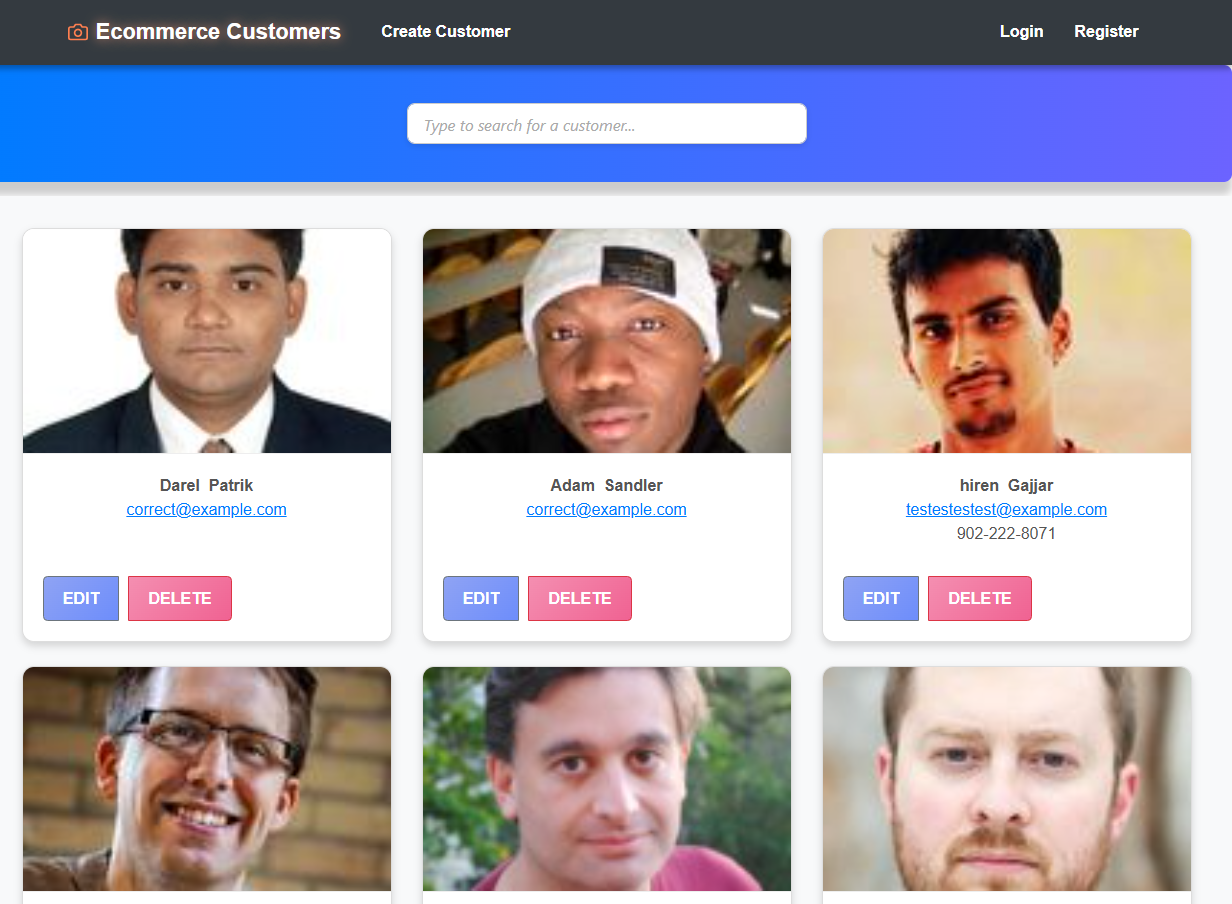 Ecommerce Customers Create Customer Login Register
Type to search for a customer...
Darel Patrik
correct@example.com
EDIT DELETE
Adam Sandler
correct@example.com
EDIT DELETE
hiren Gajjar
testestestest@example.com
902-222-8071
EDIT DELETE